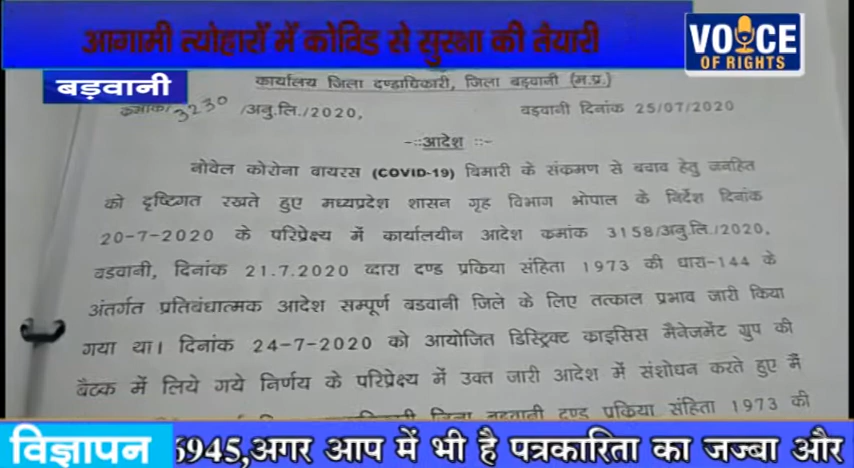 आगामी त्योहारों में कोविड से सुरक्षा की तैयारी
VOICE
OF RIGHTS
बड़वानी
कार्यालय जिला दण्डाधिकारी, जिला बड़वानी (म.प्र.)
क्रमांक/3230 /अनु.लि./2020, बड़वानी दिनांक 25/07/2020
-ःआदेश ः-
नोवेल कोरोना वायरस (COVID-19) बिमारी के संक्रमण से बचाव हेतु जनहित
को दृष्टिगत रखते हुए मध्यप्रदेश शासन गृह विभाग भोपाल के निर्देश दिनांक
20-7-2020 के परिप्रेक्ष्य में कार्यालयीन आदेश क्रमांक 3158/अनु.लि./2020,
बडवानी, दिनांक 21.7.2020 व्दारा दण्ड प्रकिया संहिता 1973 की धारा-144 के
अंतर्गत प्रतिबंधात्मक आदेश सम्पूर्ण बडवानी ज़िले के लिए तत्काल प्रभाव जारी किया
गया था। दिनांक 24-7-2020 को आयोजित डिस्ट्रिक्ट काइसिस मैनेजमेंट ग्रुप की
बैठक में लिये गये निर्णय के परिप्रेक्ष्य में उक्त जारी आदेश में संशोधन करते हुए मैं
जिला बडवानी दण्ड प्रकिया संहिता 1973 की
विज्ञापन 6945,अगर आप में भी है पत्रकारिता का जज्बा और